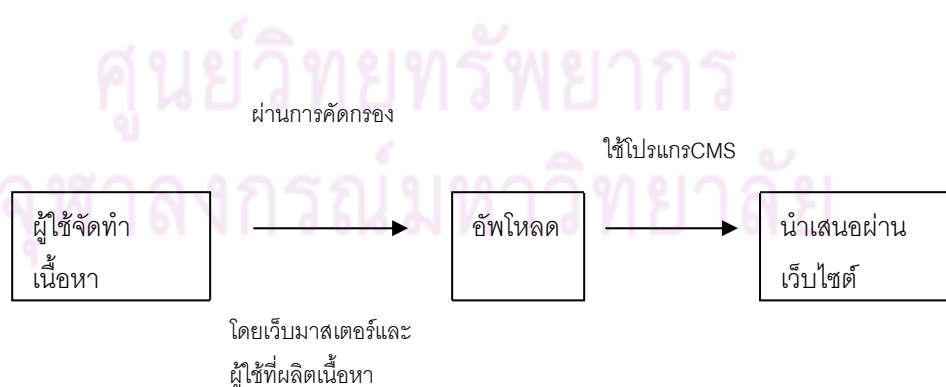 ศูนย์วิทยทรัพยากร
ผ่านการคัดกรอง
ใช้โปรแกรCMS
จุฬาลงกรณ์มหาวิทยาลัย
ผู้ใช้จัดทำ
เนื้อหา
อัพโหลด
นำเสนอผ่าน
เว็บไซต์
โดยเว็บมาสเตอร์และ
ผู้ใช้ที่ผลิตเนื้อหา